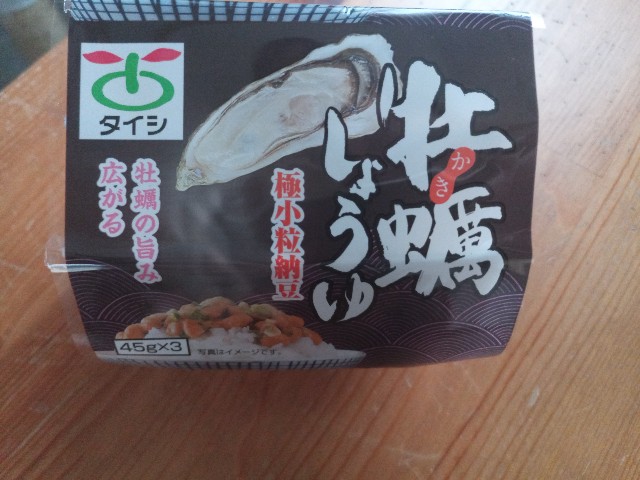 牡蠣
かき
しょうゆ
極小粒納豆
牡蠣の旨み
広がる
タイシ
45g×3
写真はイメージです。